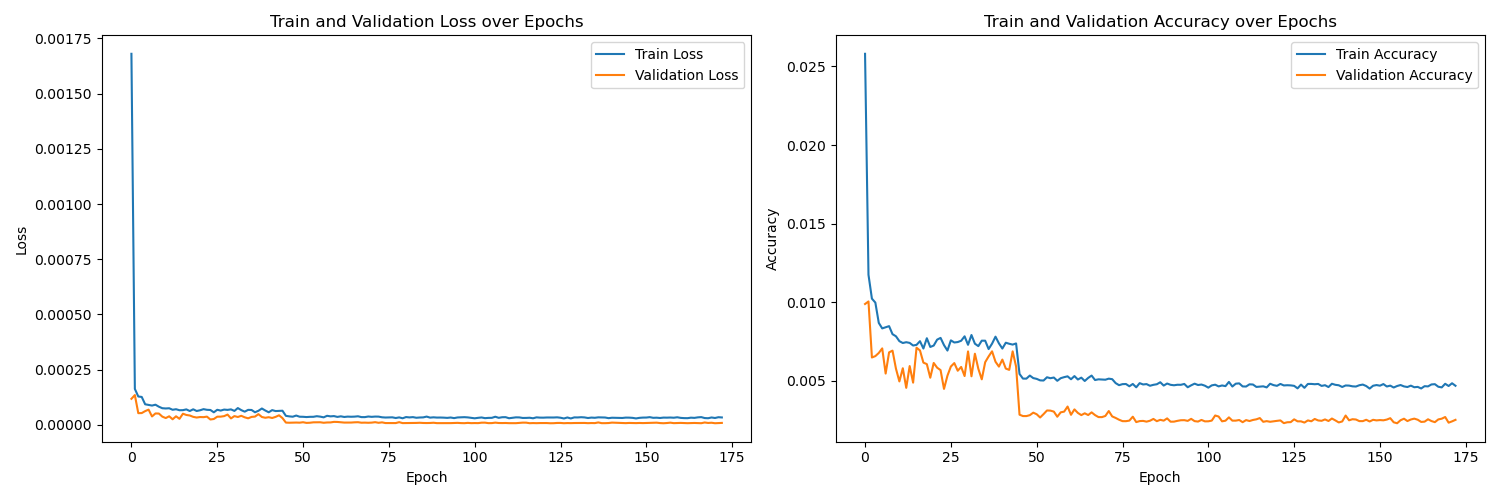 Train and Validation Loss over Epochs
0.00175
0.00150
0.00125
0.00100
0.00075
0.00050
0.00025
0.00000
Loss
0 25 50 75 100 125 150 175
Epoch
Train Loss
Validation Loss
Train and Validation Accuracy over Epochs
0.025
0.020
0.015
0.010
0.005
Accuracy
0 25 50 75 100 125 150 175
Epoch
Train Accuracy
Validation Accuracy